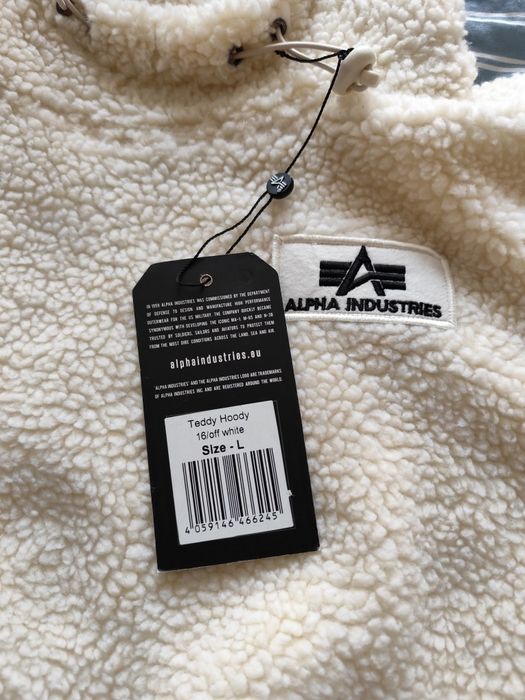 ALPHA INDUSTRIES
IN 1959 ALPHA INDUSTRIES WAS COMMISSIONED BY THE DEPARTMENT
OF DEFENSE TO DESIGN AND MANUFACTURE HIGH PERFORMANCE
OUTERWEAR FOR THE US MILITARY. THE COMPANY QUICKLY BECAME
SYNONYMOUS WITH DEVELOPING THE ICONIC MA-1, M-65 AND N-3B
TRUSTED BY SOLDIERS, SAILORS AND AVIATORS TO PROTECT THEM
FROM THE MOST DIRE CONDITIONS ACROSS THE LAND, SEA AND AIR.
alphaindustries.eu
'ALPHA INDUSTRIES' AND THE ALPHA INDUSTRIES LOGO ARE TRADEMARKS
OF ALPHA INDUSTRIES INC AND ARE REGISTERED AROUND THE WORLD.
Teddy Hoody
16/off white
Size - L
4 059146 466245